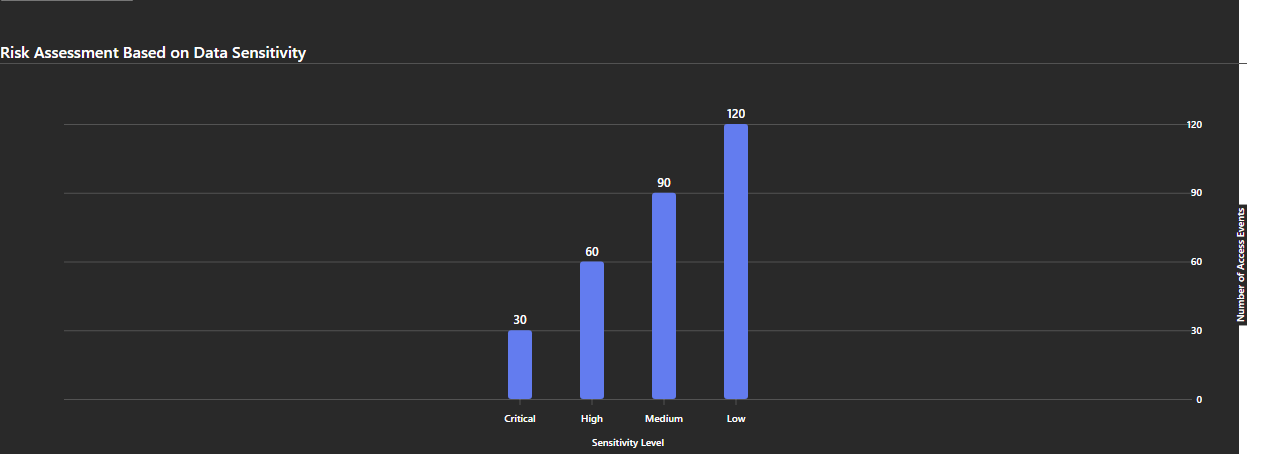 Risk Assessment Based on Data Sensitivity
120
90
60
30
120
90
60
30
0
Number of Access Events
Critical
High
Medium
Low
Sensitivity Level